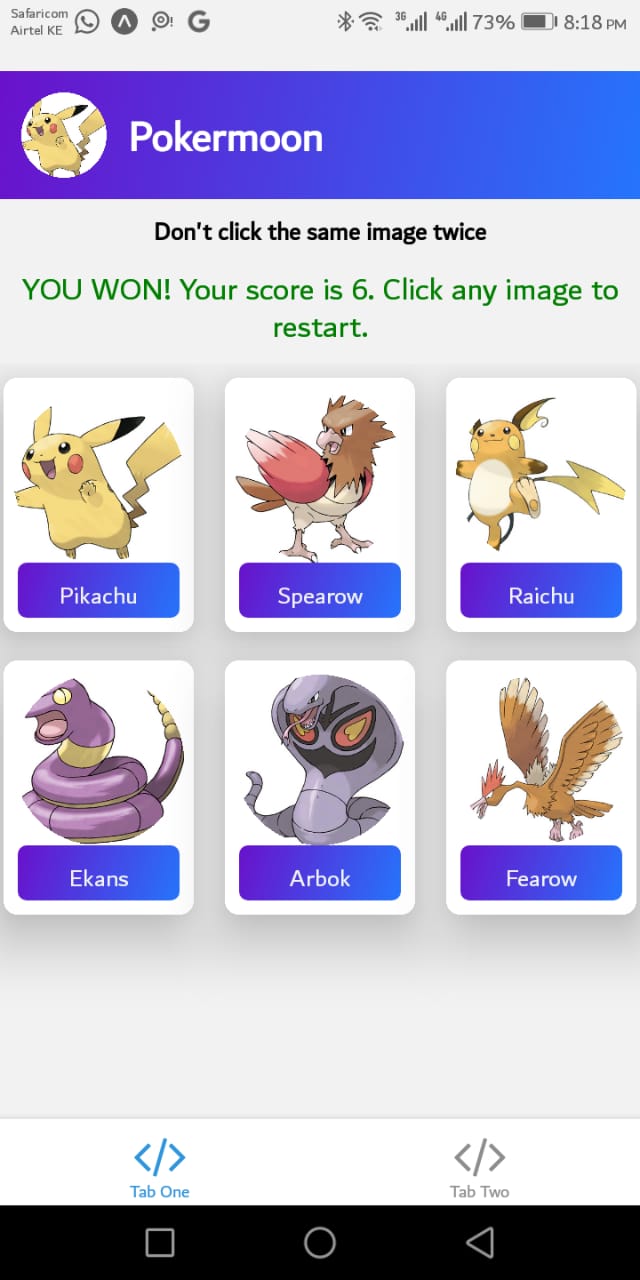 Safaricom
Airtel KE
3G
4G
73%
8:18 PM
Pokermoon
Don't click the same image twice
YOU WON! Your score is 6. Click any image to
restart.
Pikachu
Spearow
Raichu
Ekans
Arbok
Fearow
Tab One
Tab Two